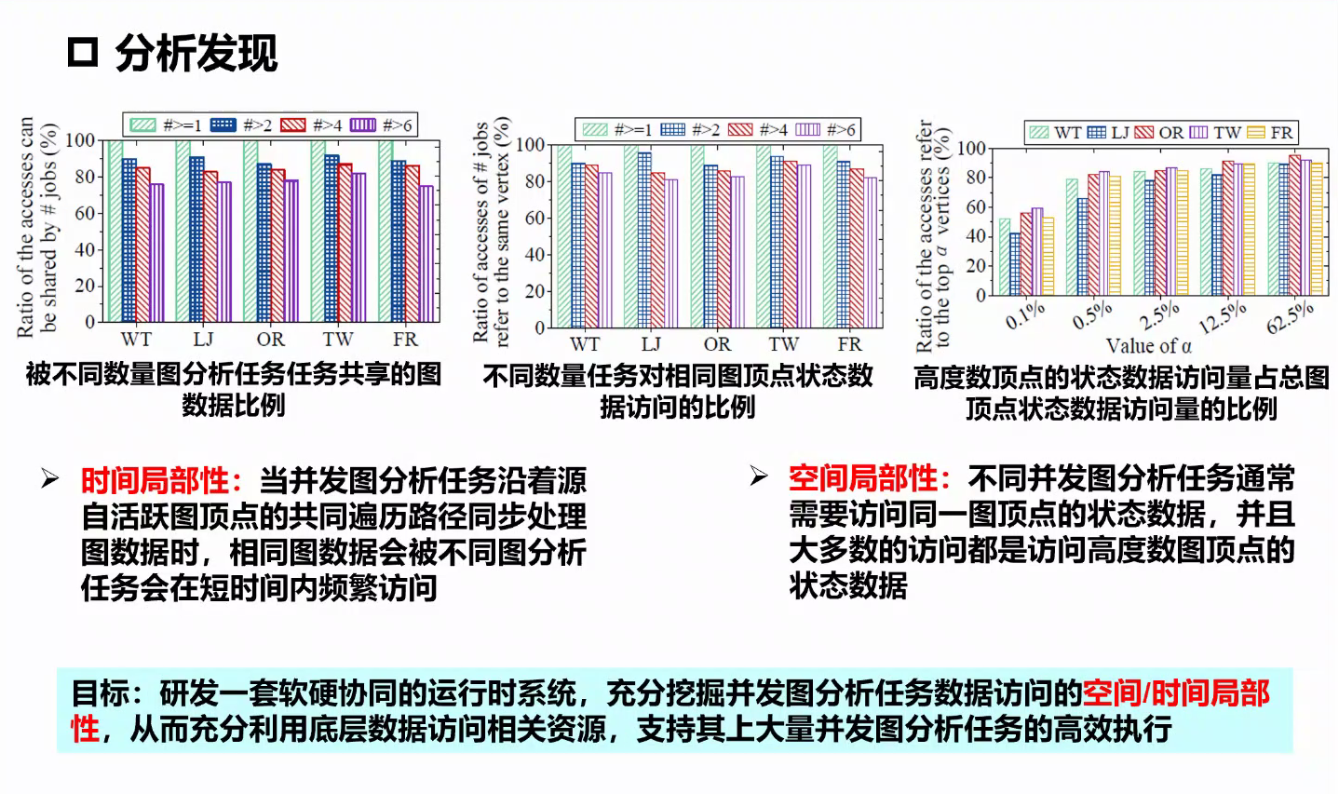 分析发现
#>=1 #>2 #>4 #>6
Ratio of the accesses can
be shared by # jobs (%)
100
80
60
40
20
0
WT LJ OR TW FR
被不同数量图分析任务任务共享的图
数据比例
#>=1 #>2 #>4 #>6
Ratio of accesses of # jobs
refer to the same vertex (%)
100
80
60
40
20
0
WT LJ OR TW FR
不同数量任务对相同图顶点状态数
据访问的比例
WT LJ OR TW FR
Ratio of the accesses refer
to the top α vertices (%)
100
80
60
40
20
0
0.1% 0.5% 2.5% 12.5% 62.5%
Value of α
高度数顶点的状态数据访问量占总图
顶点状态数据访问量的比例
➢ 时间局部性：当并发图分析任务沿着源
自活跃图顶点的共同遍历路径同步处理
图数据时，相同图数据会被不同图分析
任务会在短时间内频繁访问
➢ 空间局部性：不同并发图分析任务通常
需要访问同一图顶点的状态数据，并且
大多数的访问都是访问高度数图顶点的
状态数据
目标：研发一套软硬协同的运行时系统，充分挖掘并发图分析任务数据访问的空间/时间局部
性，从而充分利用底层数据访问相关资源，支持其上大量并发图分析任务的高效执行